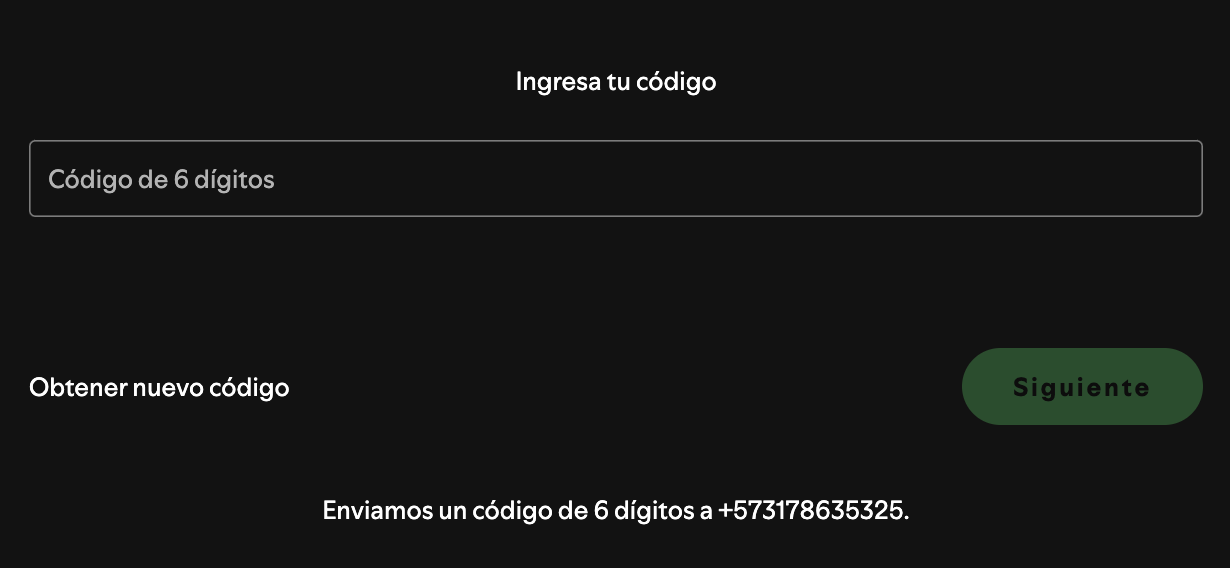 Ingresa tu código
Código de 6 dígitos
Obtener nuevo código
Siguiente
Enviamos un código de 6 dígitos a +573178635325.